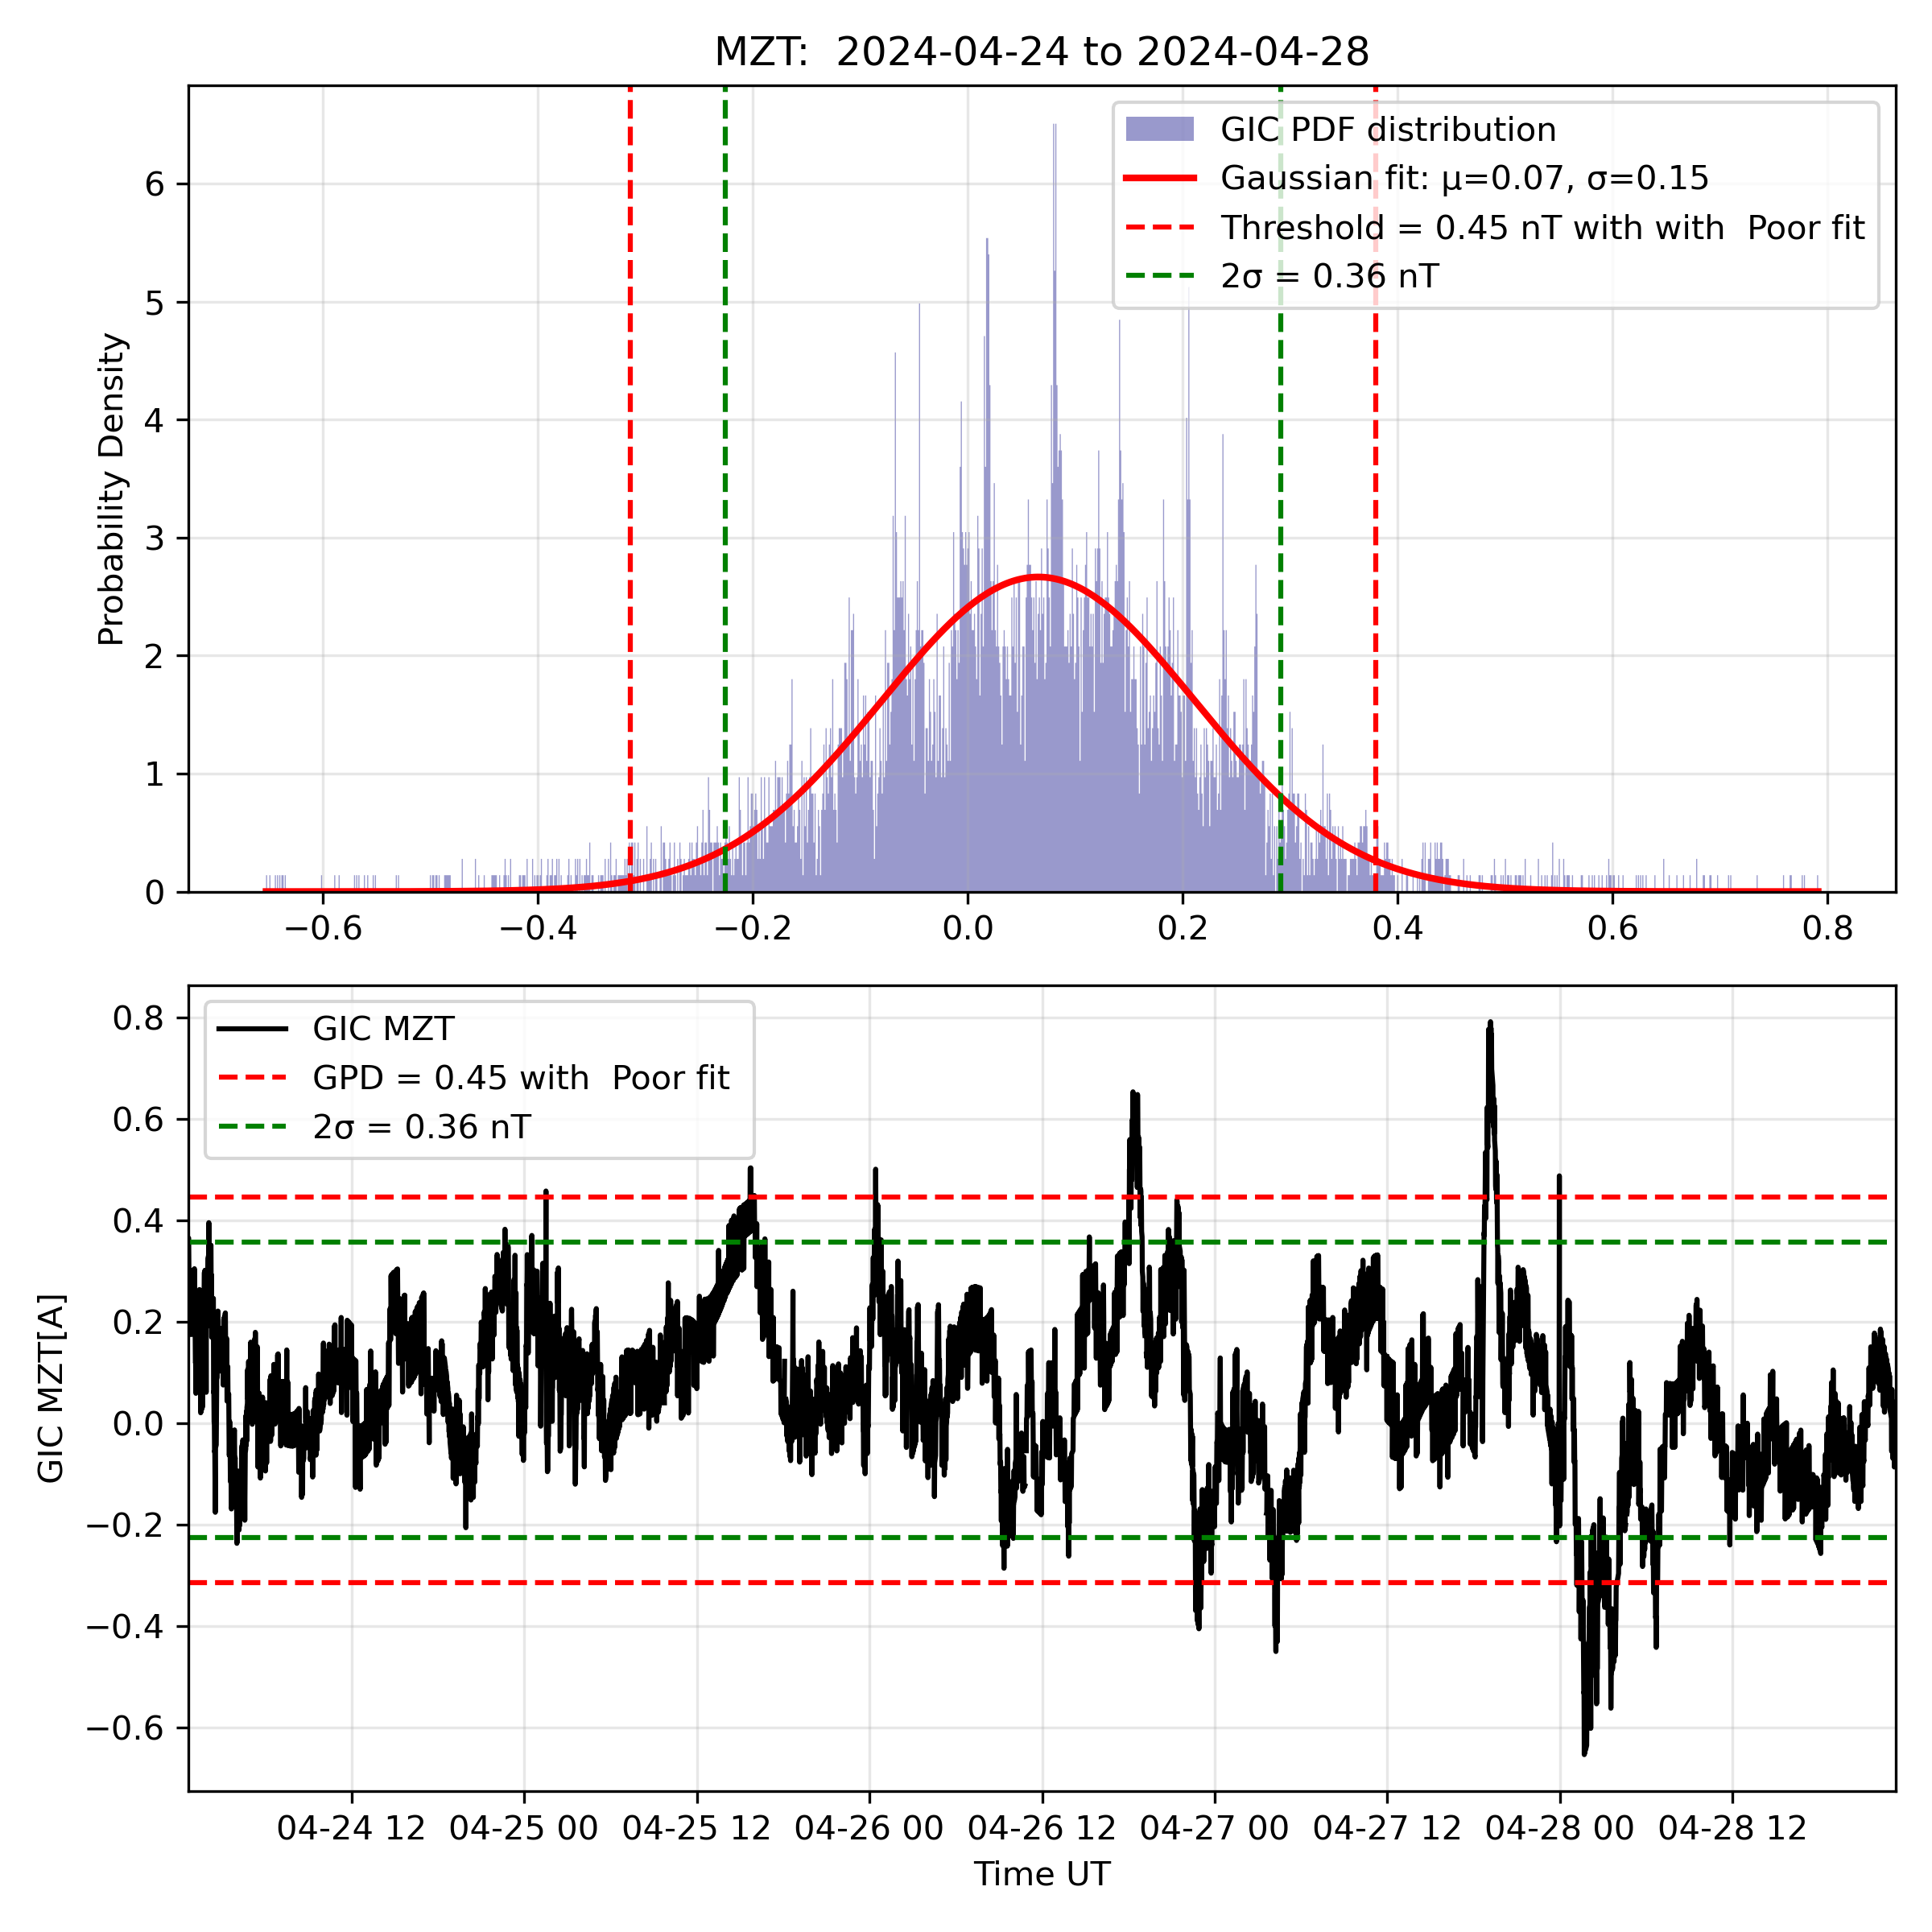 MZT:  2024-04-24 to 2024-04-28
GIC PDF distribution
Gaussian fit: μ=0.07, σ=0.15
Threshold = 0.45 nT with with  Poor fit
2σ = 0.36 nT
Probability Density
6
5
4
3
2
1
0
−0.6
−0.4
−0.2
0.0
0.2
0.4
0.6
0.8
GIC MZT
GPD = 0.45 with  Poor fit
2σ = 0.36 nT
GIC MZT[A]
0.8
0.6
0.4
0.2
0.0
−0.2
−0.4
−0.6
04-24 12
04-25 00
04-25 12
04-26 00
04-26 12
04-27 00
04-27 12
04-28 00
04-28 12
Time UT